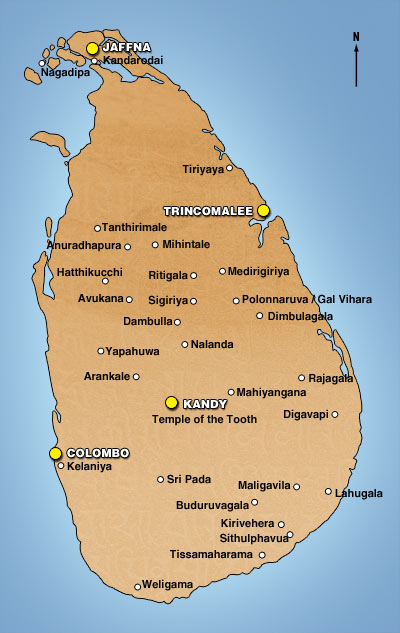 N
JAFFNA
Kandarodai
Nagadipa
Tiriyaya
TRINCOMALEE
Tanthirimale
Anuradhapura
Mihintale
Hatthikucchi
Ritigala
Medirigiriya
Avukana
Sigiriya
Polonnaruva / Gal Vihara
Dambulla
Dimbulagala
Nalanda
Yapahuwa
Arankale
Rajagala
Mahiyangana
KANDY
Temple of the Tooth
Digavapi
COLOMBO
Kelaniya
Sri Pada
Maligavila
Lahugala
Buduruvagala
Kirivehera
Sithulphavua
Tissamaharama
Weligama